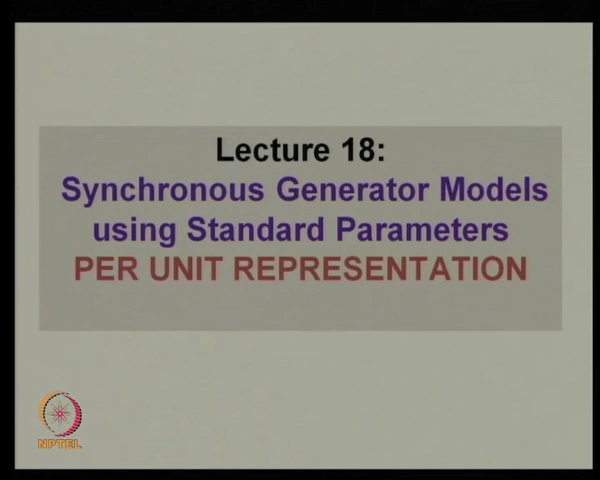 Lecture 18:
Synchronous Generator Models
using Standard Parameters
PER UNIT REPRESENTATION
NPTEL